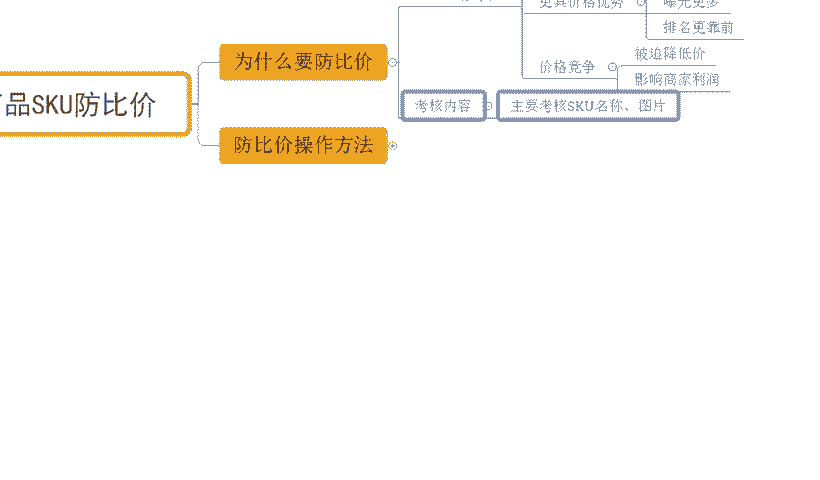 更具价格优势
曝光更多
排名更靠前
为什么要防比价
价格竞争
被迫降低价
影响商家利润
品SKU防比价
考核内容
主要考核SKU名称、图片
防比价操作方法